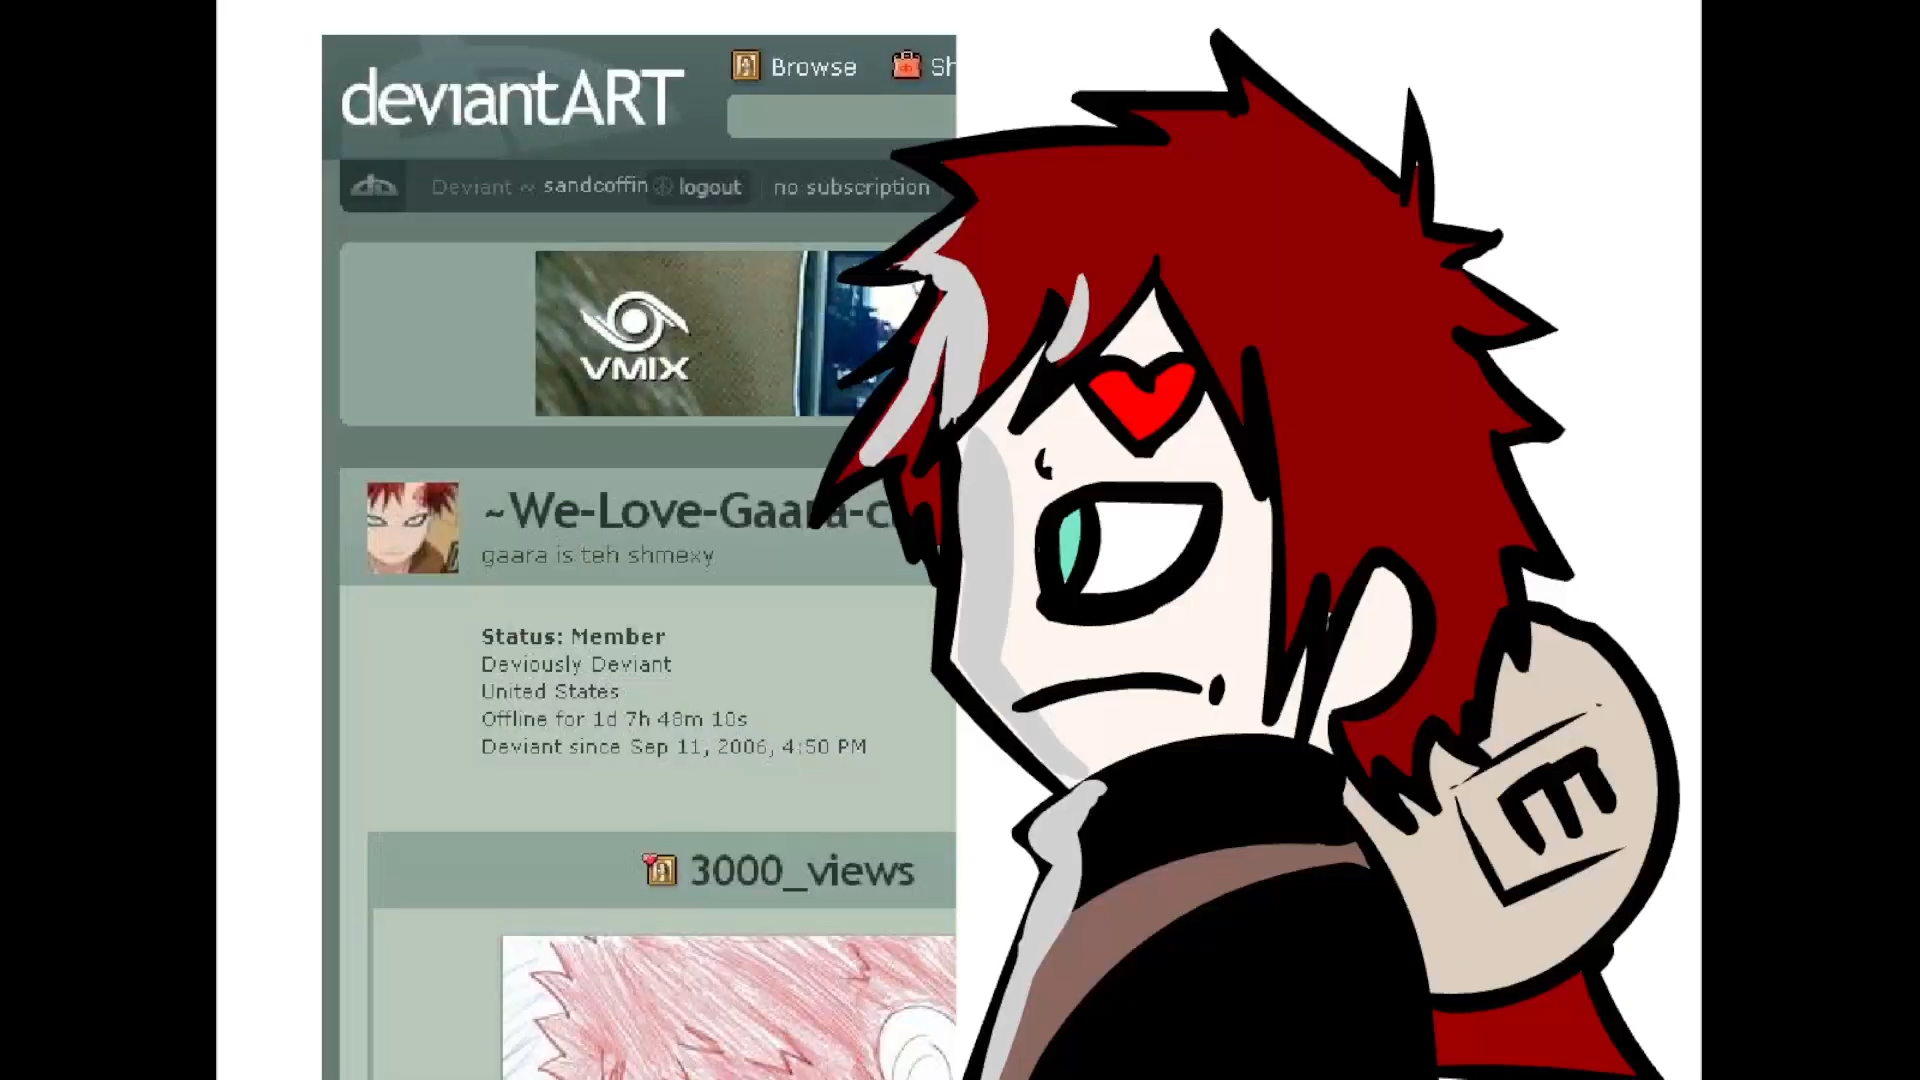 deviantART
Browse
Deviant ~ sandcoffin logout no subscription
VMIX
~We-Love-Gaara-c
gaara is teh shmexy
Status: Member
Deviously Deviant
United States
Offline for 1d 7h 48m 10s
Deviant since Sep 11, 2006, 4:50 PM
3000_views